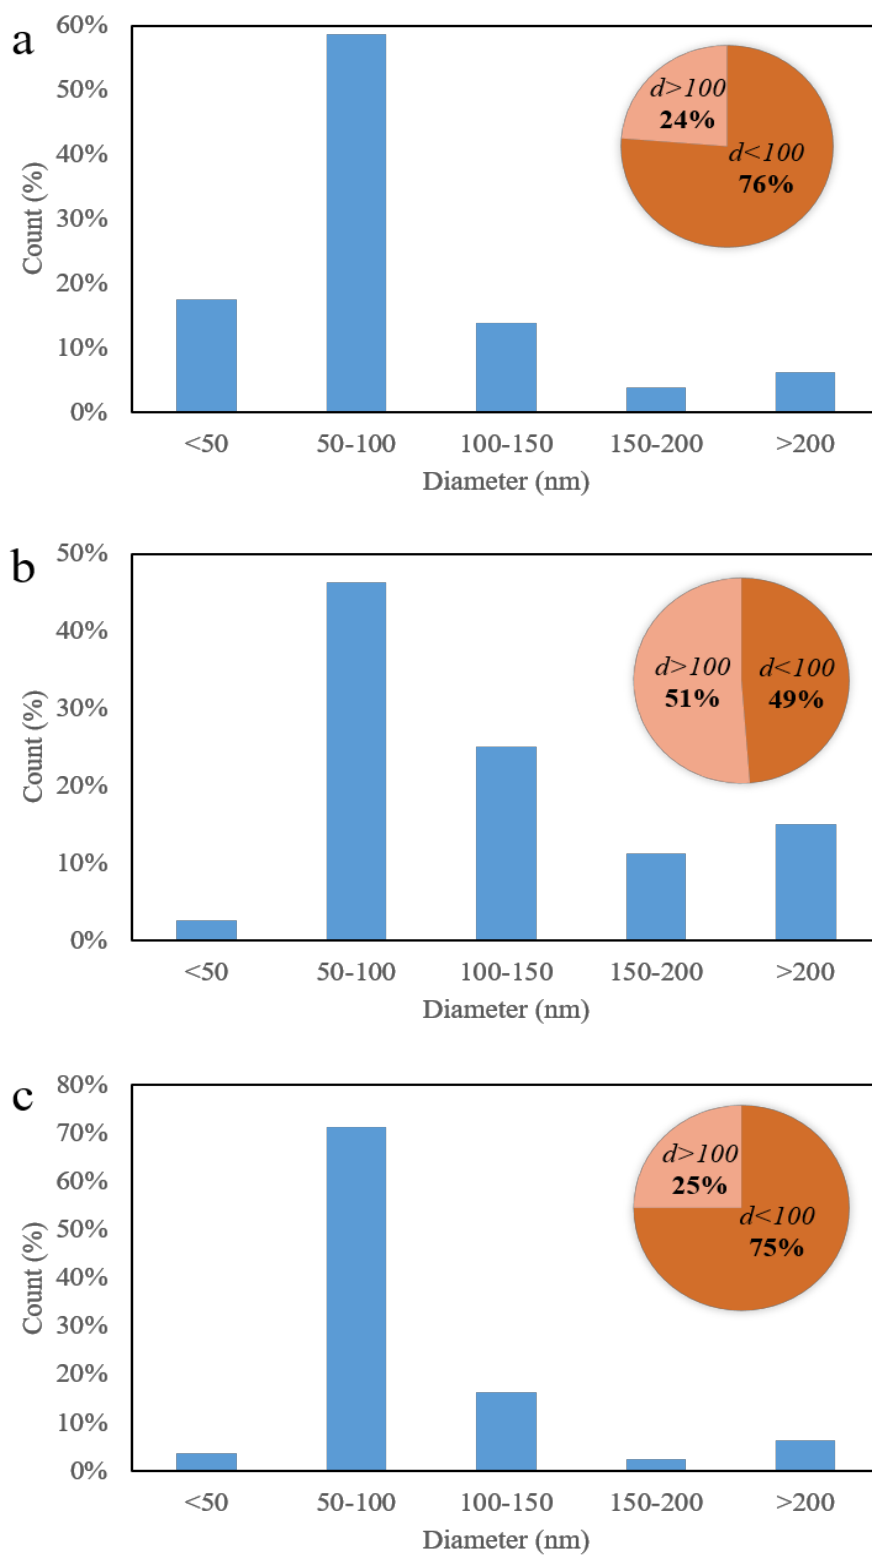 a
60%
50%
40%
30%
20%
10%
0%
Count (%)
d>100
24%
d<100
76%
<50 50-100 100-150 150-200 >200
Diameter (nm)
b
50%
40%
30%
20%
10%
0%
Count (%)
d>100 d<100
51% 49%
<50 50-100 100-150 150-200 >200
Diameter (nm)
c
80%
70%
60%
50%
40%
30%
20%
10%
0%
Count (%)
d>100
25%
d<100
75%
<50 50-100 100-150 150-200 >200
Diameter (nm)